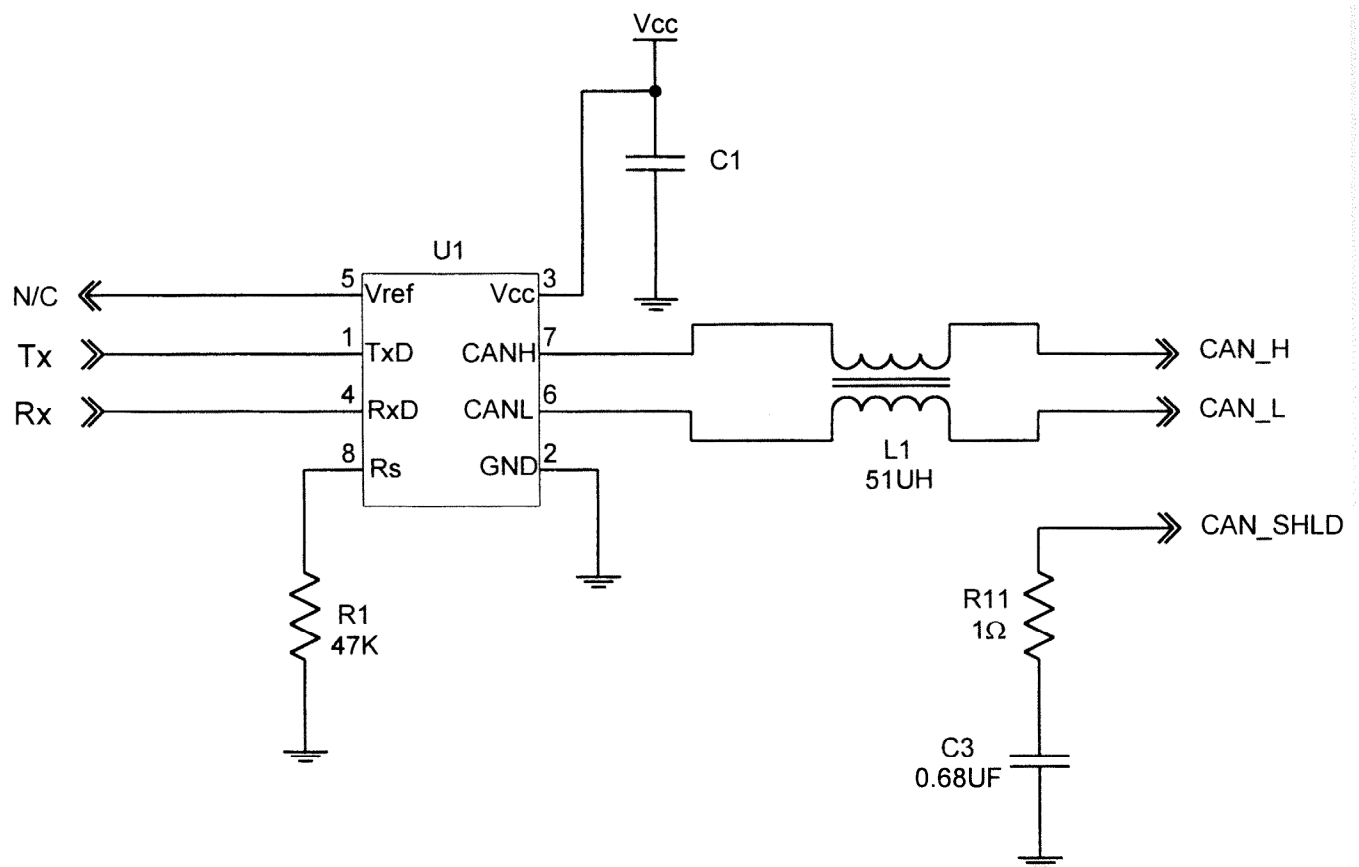 Vcc
C1
U1
N/C
5
Vref
Vcc
3
Tx
1
TxD
CANH
7
CAN_H
Rx
4
RxD
CANL
6
CAN_L
8
Rs
GND
2
L1
51UH
CAN_SHLD
R1
47K
R11
1Ω
C3
0.68UF